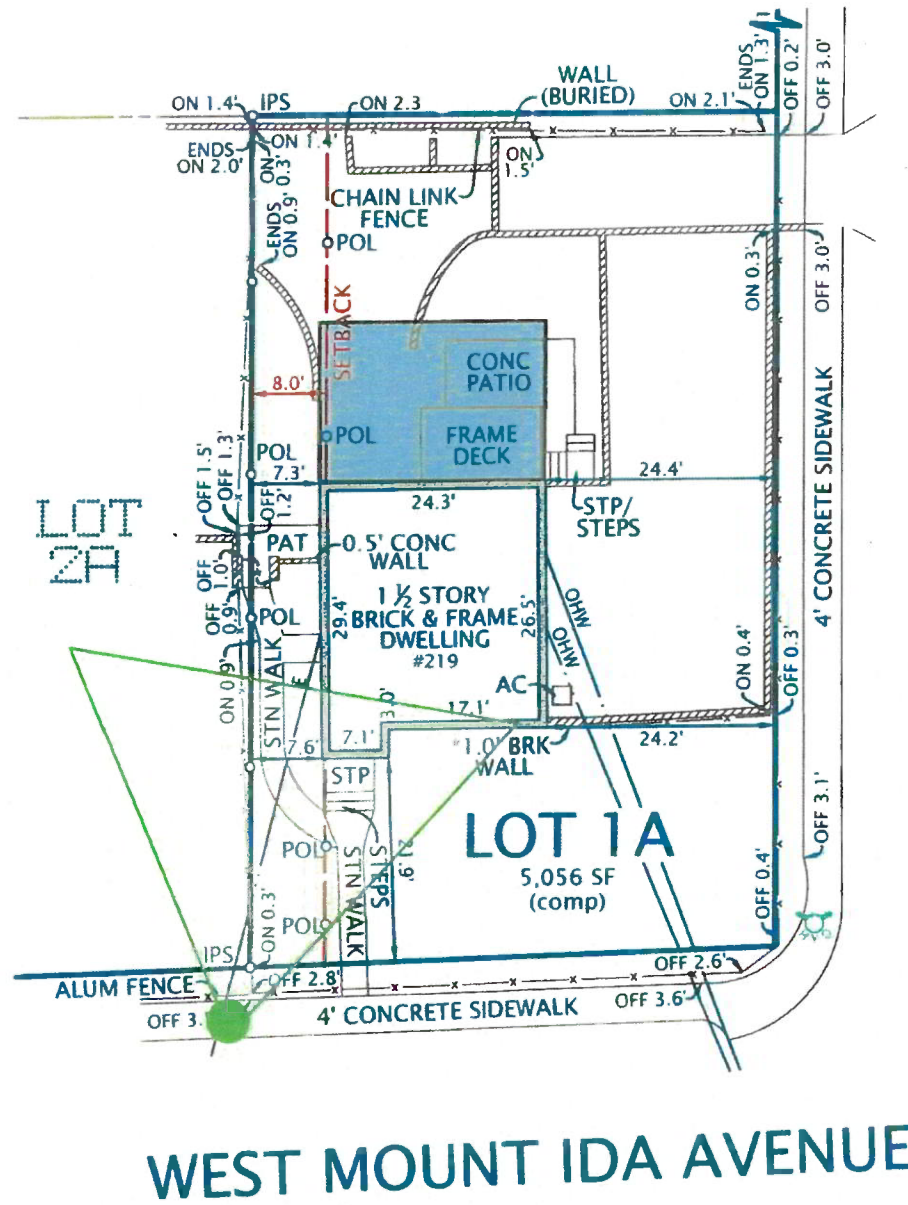 ENDS
ON 1.3'
OFF 0.2'
OFF 3.0'
WALL
(BURIED)
ON 1.4'
IPS
ON 2.3
ON 2.1'
ENDS
ON 2.0'
ON 1.4'
ON
0.3'
ON
1.5'
ENDS
ON 0.9'
CHAIN LINK
FENCE
POL
ON 0.3'
OFF 3.0'
SETBACK
8.0'
CONC
PATIO
POL
FRAME
DECK
POL
7.3'
24.3'
24.4'
OFF 1.5'
OFF 1.3'
OFF
1.2'
STP/
STEPS
4' CONCRETE SIDEWALK
LOT
2A
PAT
0.5' CONC
WALL
OFF
1.0'
OFF
0.9'
1 ½ STORY
BRICK & FRAME
DWELLING
#219
29.4'
26.5'
OHW
OHW
POL
STN WALK
ON 0.9'
AC
ON 0.4'
OFF 0.3'
3.0'
17.1'
7.1'
7.6'
1.0' BRK
WALL
24.2'
STP
OFF 3.1'
LOT 1A
5,056 SF
(comp)
POL
STN WALK
STEPS
OFF 0.4'
POL
IPS
ON 0.3'
OFF 2.8'
OFF 2.6'
ALUM FENCE
OFF 3.6'
OFF 3.
4' CONCRETE SIDEWALK
WEST MOUNT IDA AVENUE